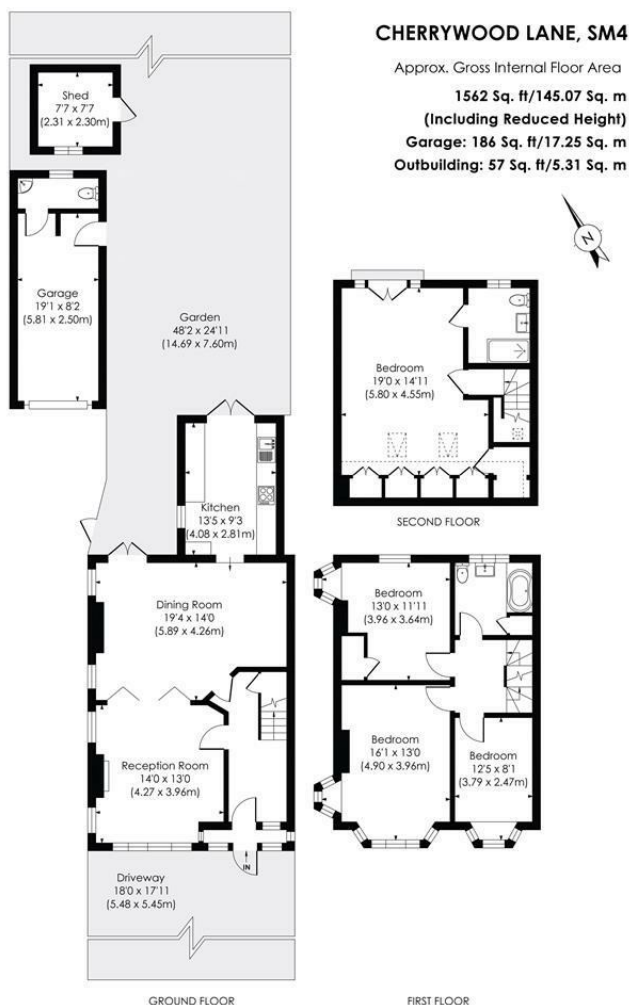 CHERRYWOOD LANE, SM4
Approx. Gross Internal Floor Area
1562 Sq. ft/145.07 Sq. m
(Including Reduced Height)
Garage: 186 Sq. ft/17.25 Sq. m
Outbuilding: 57 Sq. ft/5.31 Sq. m
N
Shed
7'7 x 7'7
(2.31 x 2.30m)
Garage
19'1 x 8'2
(5.81 x 2.50m)
Garden
48'2 x 24'11
(14.69 x 7.60m)
Kitchen
13'5 x 9'3
(4.08 x 2.81m)
Dining Room
19'4 x 14'0
(5.89 x 4.26m)
Reception Room
14'0 x 13'0
(4.27 x 3.96m)
IN
Driveway
18'0 x 17'11
(5.48 x 5.45m)
GROUND FLOOR
Bedroom
19'0 x 14'11
(5.80 x 4.55m)
SECOND FLOOR
Bedroom
13'0 x 11'11
(3.96 x 3.64m)
Bedroom
16'1 x 13'0
(4.90 x 3.96m)
Bedroom
12'5 x 8'1
(3.79 x 2.47m)
FIRST FLOOR